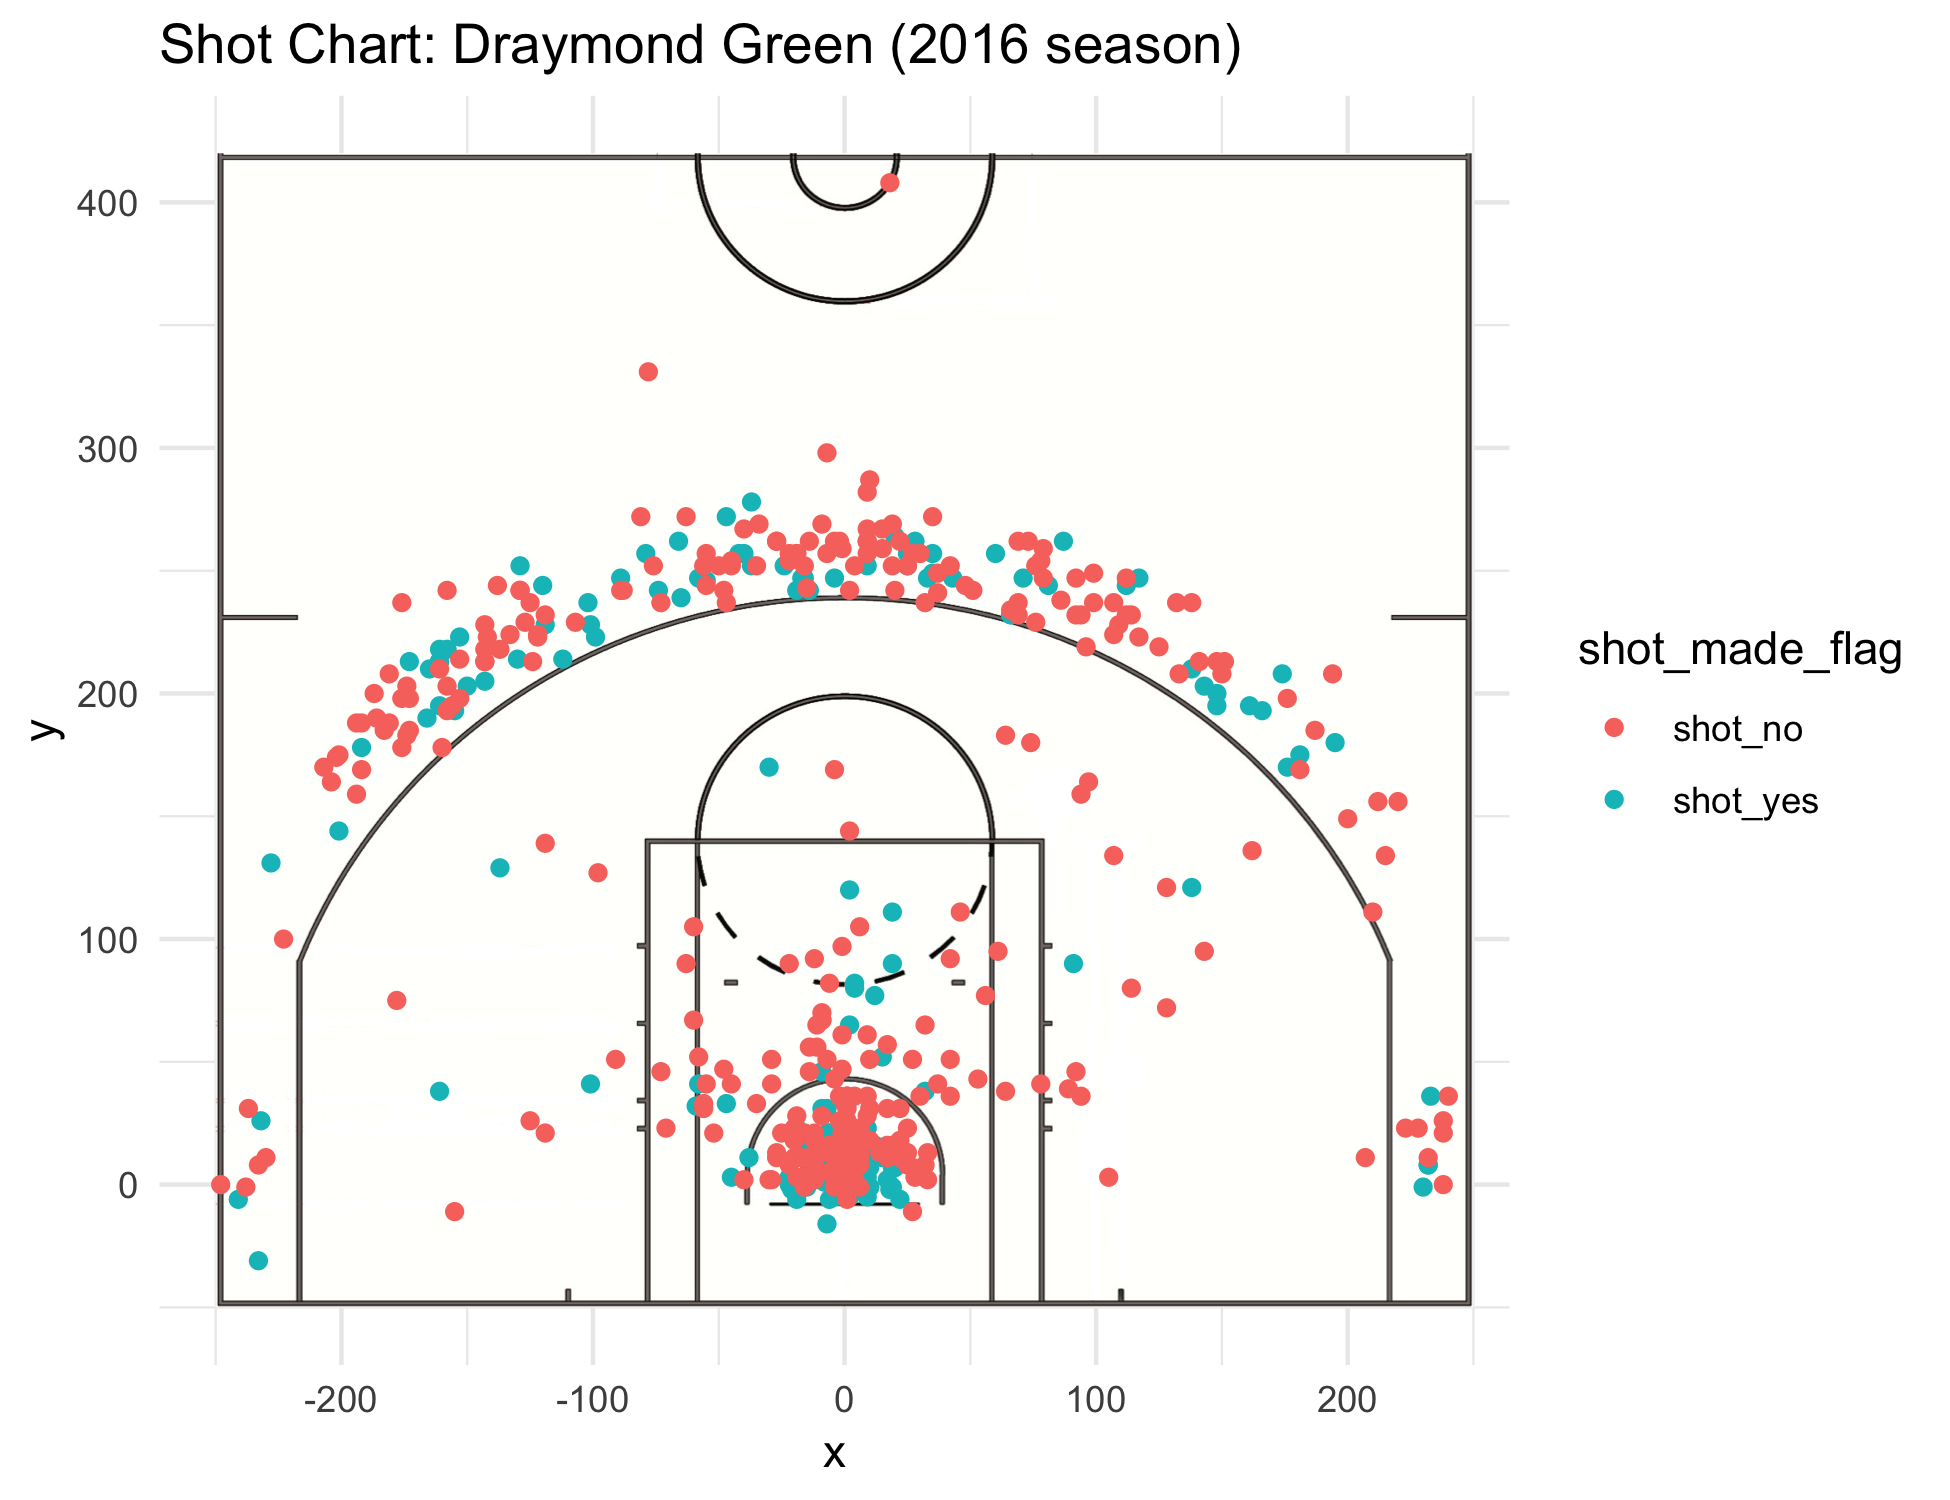 Shot Chart: Draymond Green (2016 season)
400
300
200
100
0
y
-200 -100 0 100 200
x
shot_made_flag
shot_no
shot_yes